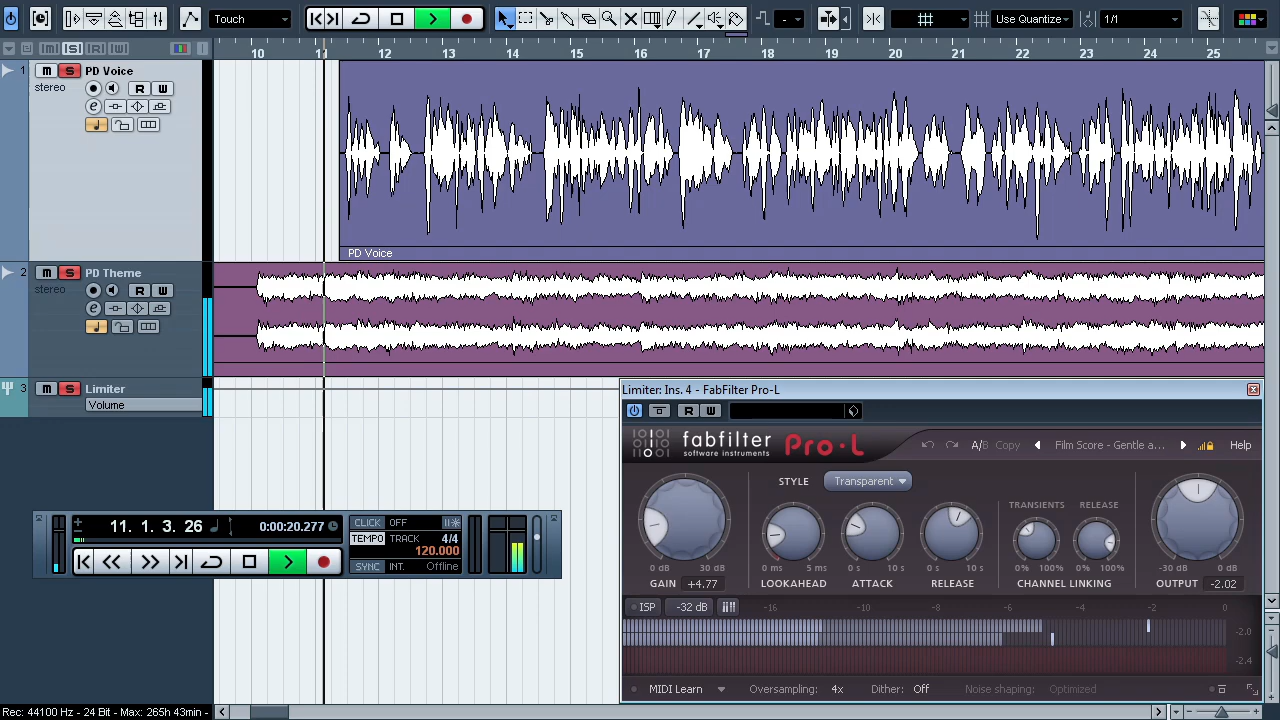 Touch
-
Use Quantize
1/1
M S R W
10 11 12 13 14 15 16 17 18 19 20 21 22 23 24 25
1 M S PD Voice
stereo
R W
e
PD Voice
2 M S PD Theme
stereo
R W
e
3 M S Limiter
Volume
Limiter: Ins. 4 - FabFilter Pro-L
R W
fabfilter
software instruments
Pro·L
A/B Copy
Film Score - Gentle a...
Help
STYLE
Transparent
TRANSIENTS RELEASE
0 dB 30 dB
0 ms 5 ms
0 s 10 s
0 s 10 s
0% 100%
0% 100%
-30 dB 0 dB
GAIN +4.77
LOOKAHEAD
ATTACK
RELEASE
CHANNEL LINKING
OUTPUT -2.02
ISP -32 dB
-16 -10 -8 -6 -4 -2 0
-2.0
-2.4
MIDI Learn
Oversampling: 4x
Dither: Off
Noise shaping: Optimized
11. 1. 3. 26
0:00:20.277
CLICK OFF
TEMPO TRACK 4/4
120.000
SYNC INT. Offline
Rec: 44100 Hz - 24 Bit - Max: 265h 43min -